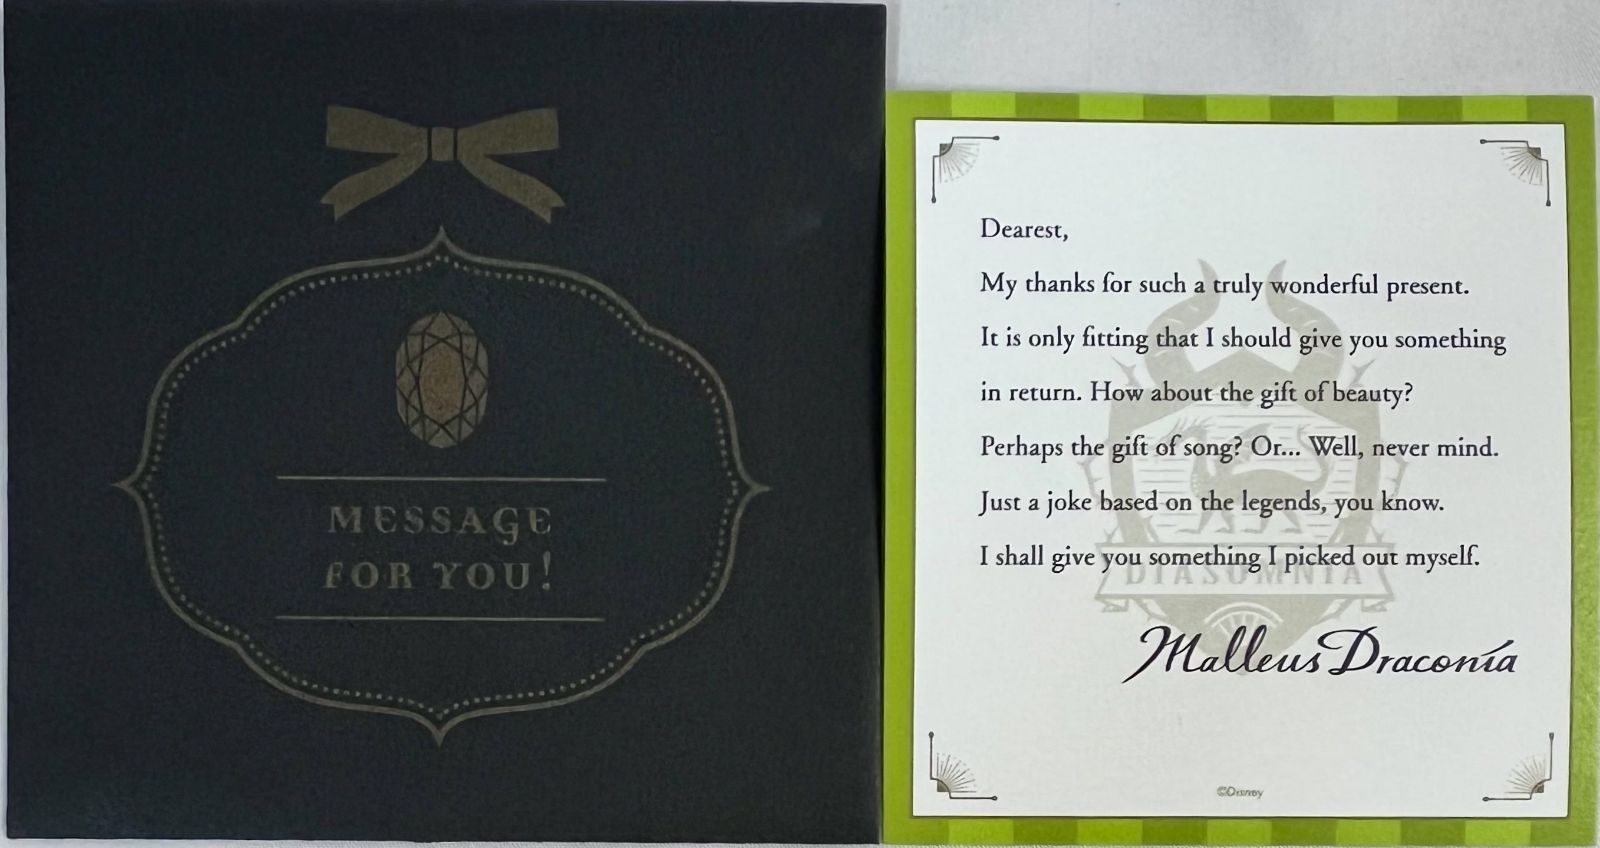 MESSAGE
FOR YOU!
Dearest,
My thanks for such a truly wonderful present.
It is only fitting that I should give you something
in return. How about the gift of beauty?
Perhaps the gift of song? Or... Well, never mind.
Just a joke based on the legends, you know.
I shall give you something I picked out myself.
DIASOMNIA
Malleus Draconia
©Disney